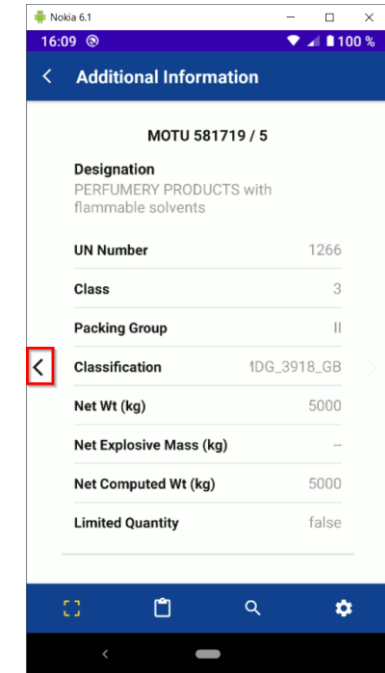 Nokia 6.1
16:09 100 %
Additional Information
MOTU 581719 / 5
Designation
PERFUMERY PRODUCTS with
flammable solvents
UN Number 1266
Class 3
Packing Group II
Classification MDG_3918_GB
Net Wt (kg) 5000
Net Explosive Mass (kg) --
Net Computed Wt (kg) 5000
Limited Quantity false